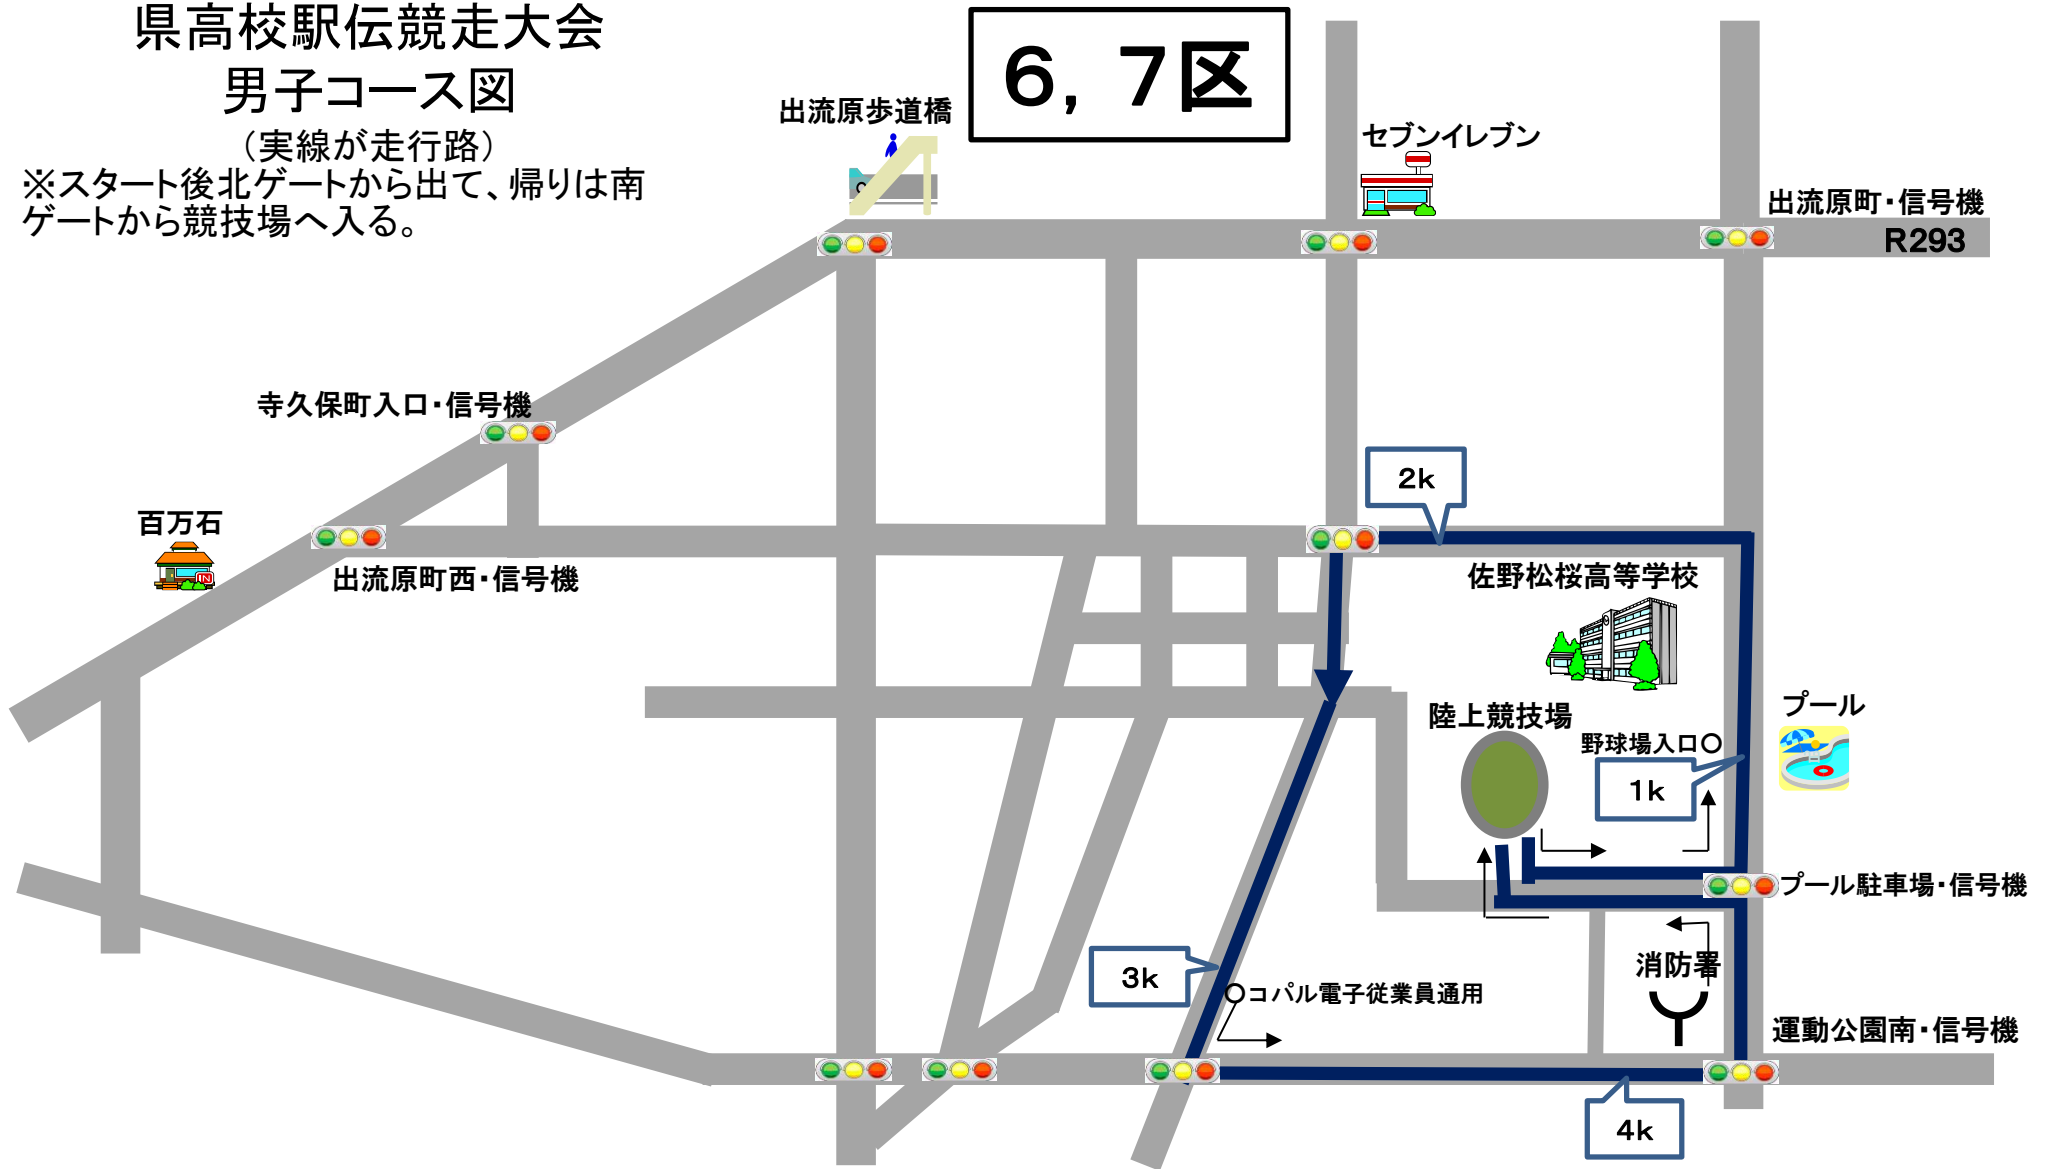 県高校駅伝競走大会
男子コース図
（実線が走行路）
※スタート後北ゲートから出て、帰りは南
ゲートから競技場へ入る。
６，７区
出流原歩道橋
セブンイレブン
出流原町・信号機
R293
寺久保町入口・信号機
2k
百万石
IN
出流原町西・信号機
佐野松桜高等学校
プール
陸上競技場
野球場入口〇
1k
プール駐車場・信号機
消防署
3k
〇コパル電子従業員通用
運動公園南・信号機
4k